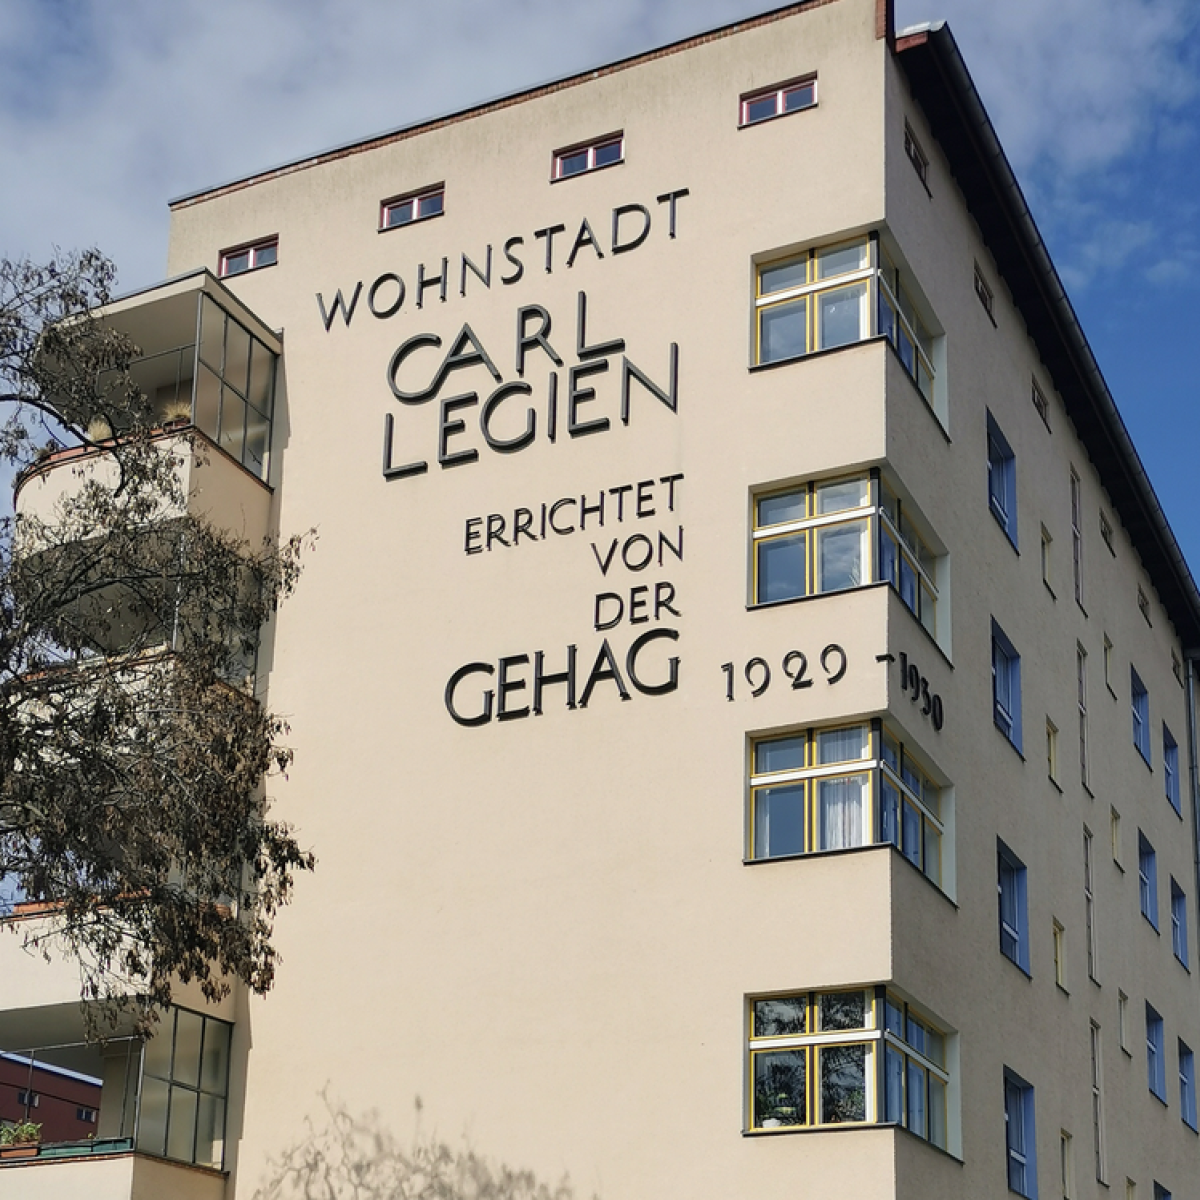 WOHNSTADT
CARL
LEGIEN
ERRICHTET
VON
DER
GEHAG 1929-1930